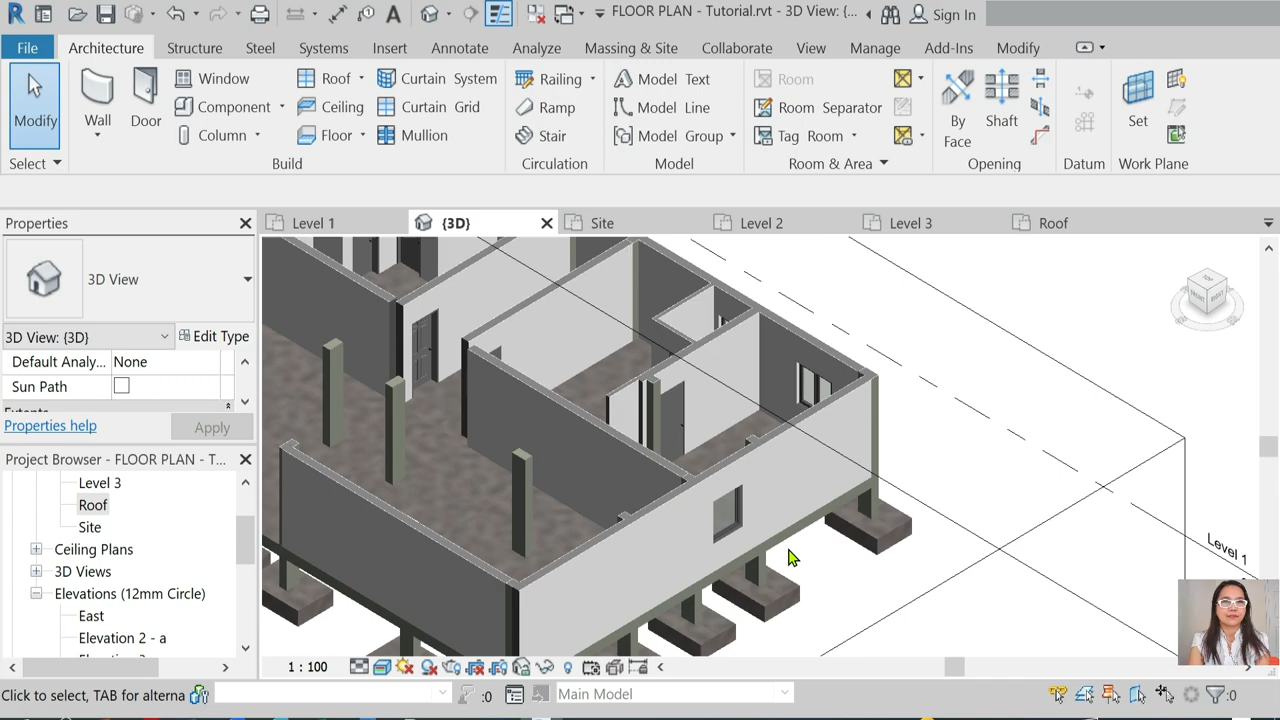 FLOOR PLAN - Tutorial.rvt - 3D View: {...
Sign In
File Architecture Structure Steel Systems Insert Annotate Analyze Massing & Site Collaborate View Manage Add-Ins Modify
Modify
Select
Wall
Door
Window
Component
Column
Roof
Ceiling
Floor
Curtain System
Curtain Grid
Mullion
Build
Railing
Ramp
Stair
Circulation
Model Text
Model Line
Model Group
Model
Room
Room Separator
Tag Room
Room & Area
By
Face
Shaft
Opening
Datum
Set
Work Plane
Properties
Level 1 {3D} Site Level 2 Level 3 Roof
3D View
3D View: {3D} Edit Type
Default Analy... None
Sun Path
Properties help Apply
Project Browser - FLOOR PLAN - T...
Level 3
Roof
Site
Ceiling Plans
3D Views
Elevations (12mm Circle)
East
Elevation 2 - a
TOP
FRONT
RIGHT
Level 1
1 : 100
Click to select, TAB for alterna
:0
Main Model
:0